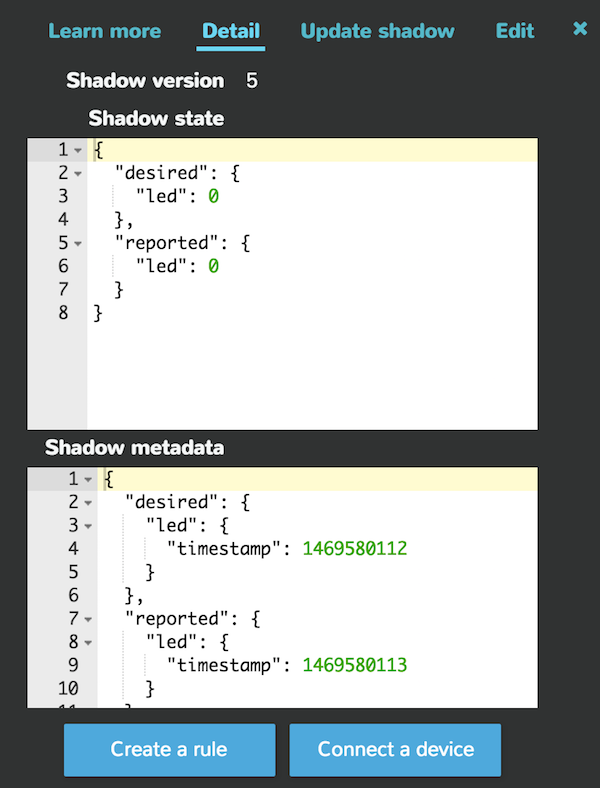 Learn more Detail Update shadow Edit ×
Shadow version 5
Shadow state
1 {
2 "desired": {
3 "led": 0
4 },
5 "reported": {
6 "led": 0
7 }
8 }
Shadow metadata
1 {
2 "desired": {
3 "led": {
4 "timestamp": 1469580112
5 }
6 },
7 "reported": {
8 "led": {
9 "timestamp": 1469580113
10 }
11 }
Create a rule Connect a device